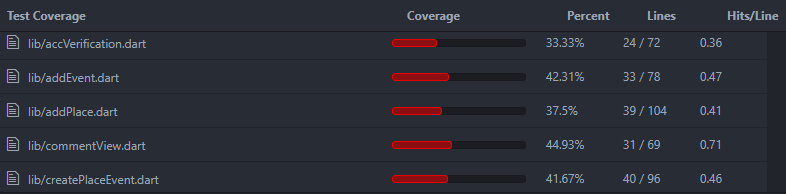 Test Coverage Coverage Percent Lines Hits/Line
lib/accVerification.dart 33.33% 24 / 72 0.36
lib/addEvent.dart 42.31% 33 / 78 0.47
lib/addPlace.dart 37.5% 39 / 104 0.41
lib/commentView.dart 44.93% 31 / 69 0.71
lib/createPlaceEvent.dart 41.67% 40 / 96 0.46